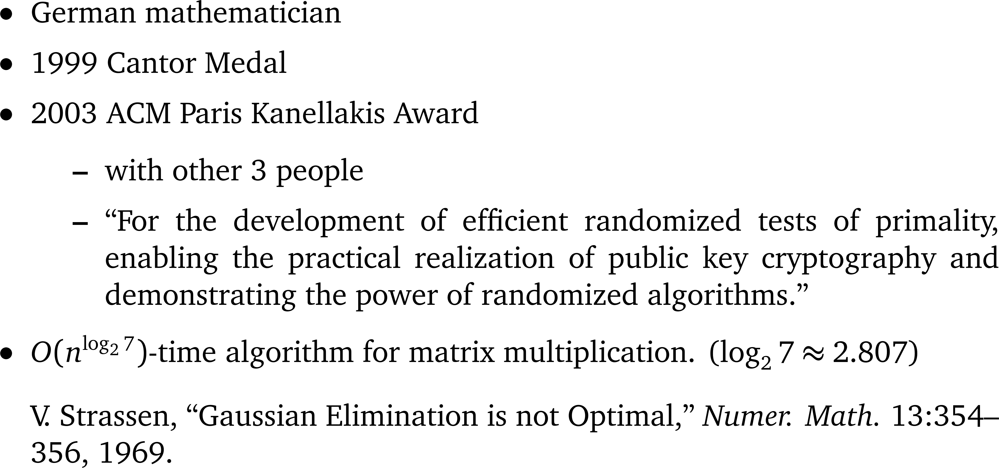 • German mathematician
• 1999 Cantor Medal
• 2003 ACM Paris Kanellakis Award
– with other 3 people
– “For the development of efficient randomized tests of primality,
enabling the practical realization of public key cryptography and
demonstrating the power of randomized algorithms.”
• O(n^{log_2 7})-time algorithm for matrix multiplication. (log_2 7 ≈ 2.807)
V. Strassen, “Gaussian Elimination is not Optimal,” Numer. Math. 13:354–
356, 1969.